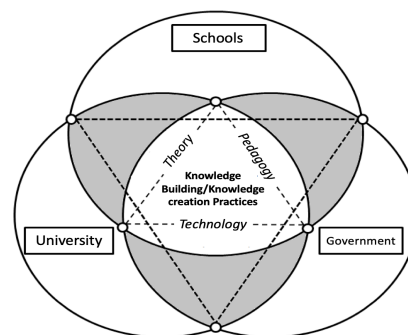 Schools
Theory
Pedagogy
Knowledge
Building/Knowledge
creation Practices
Technology
University
Government